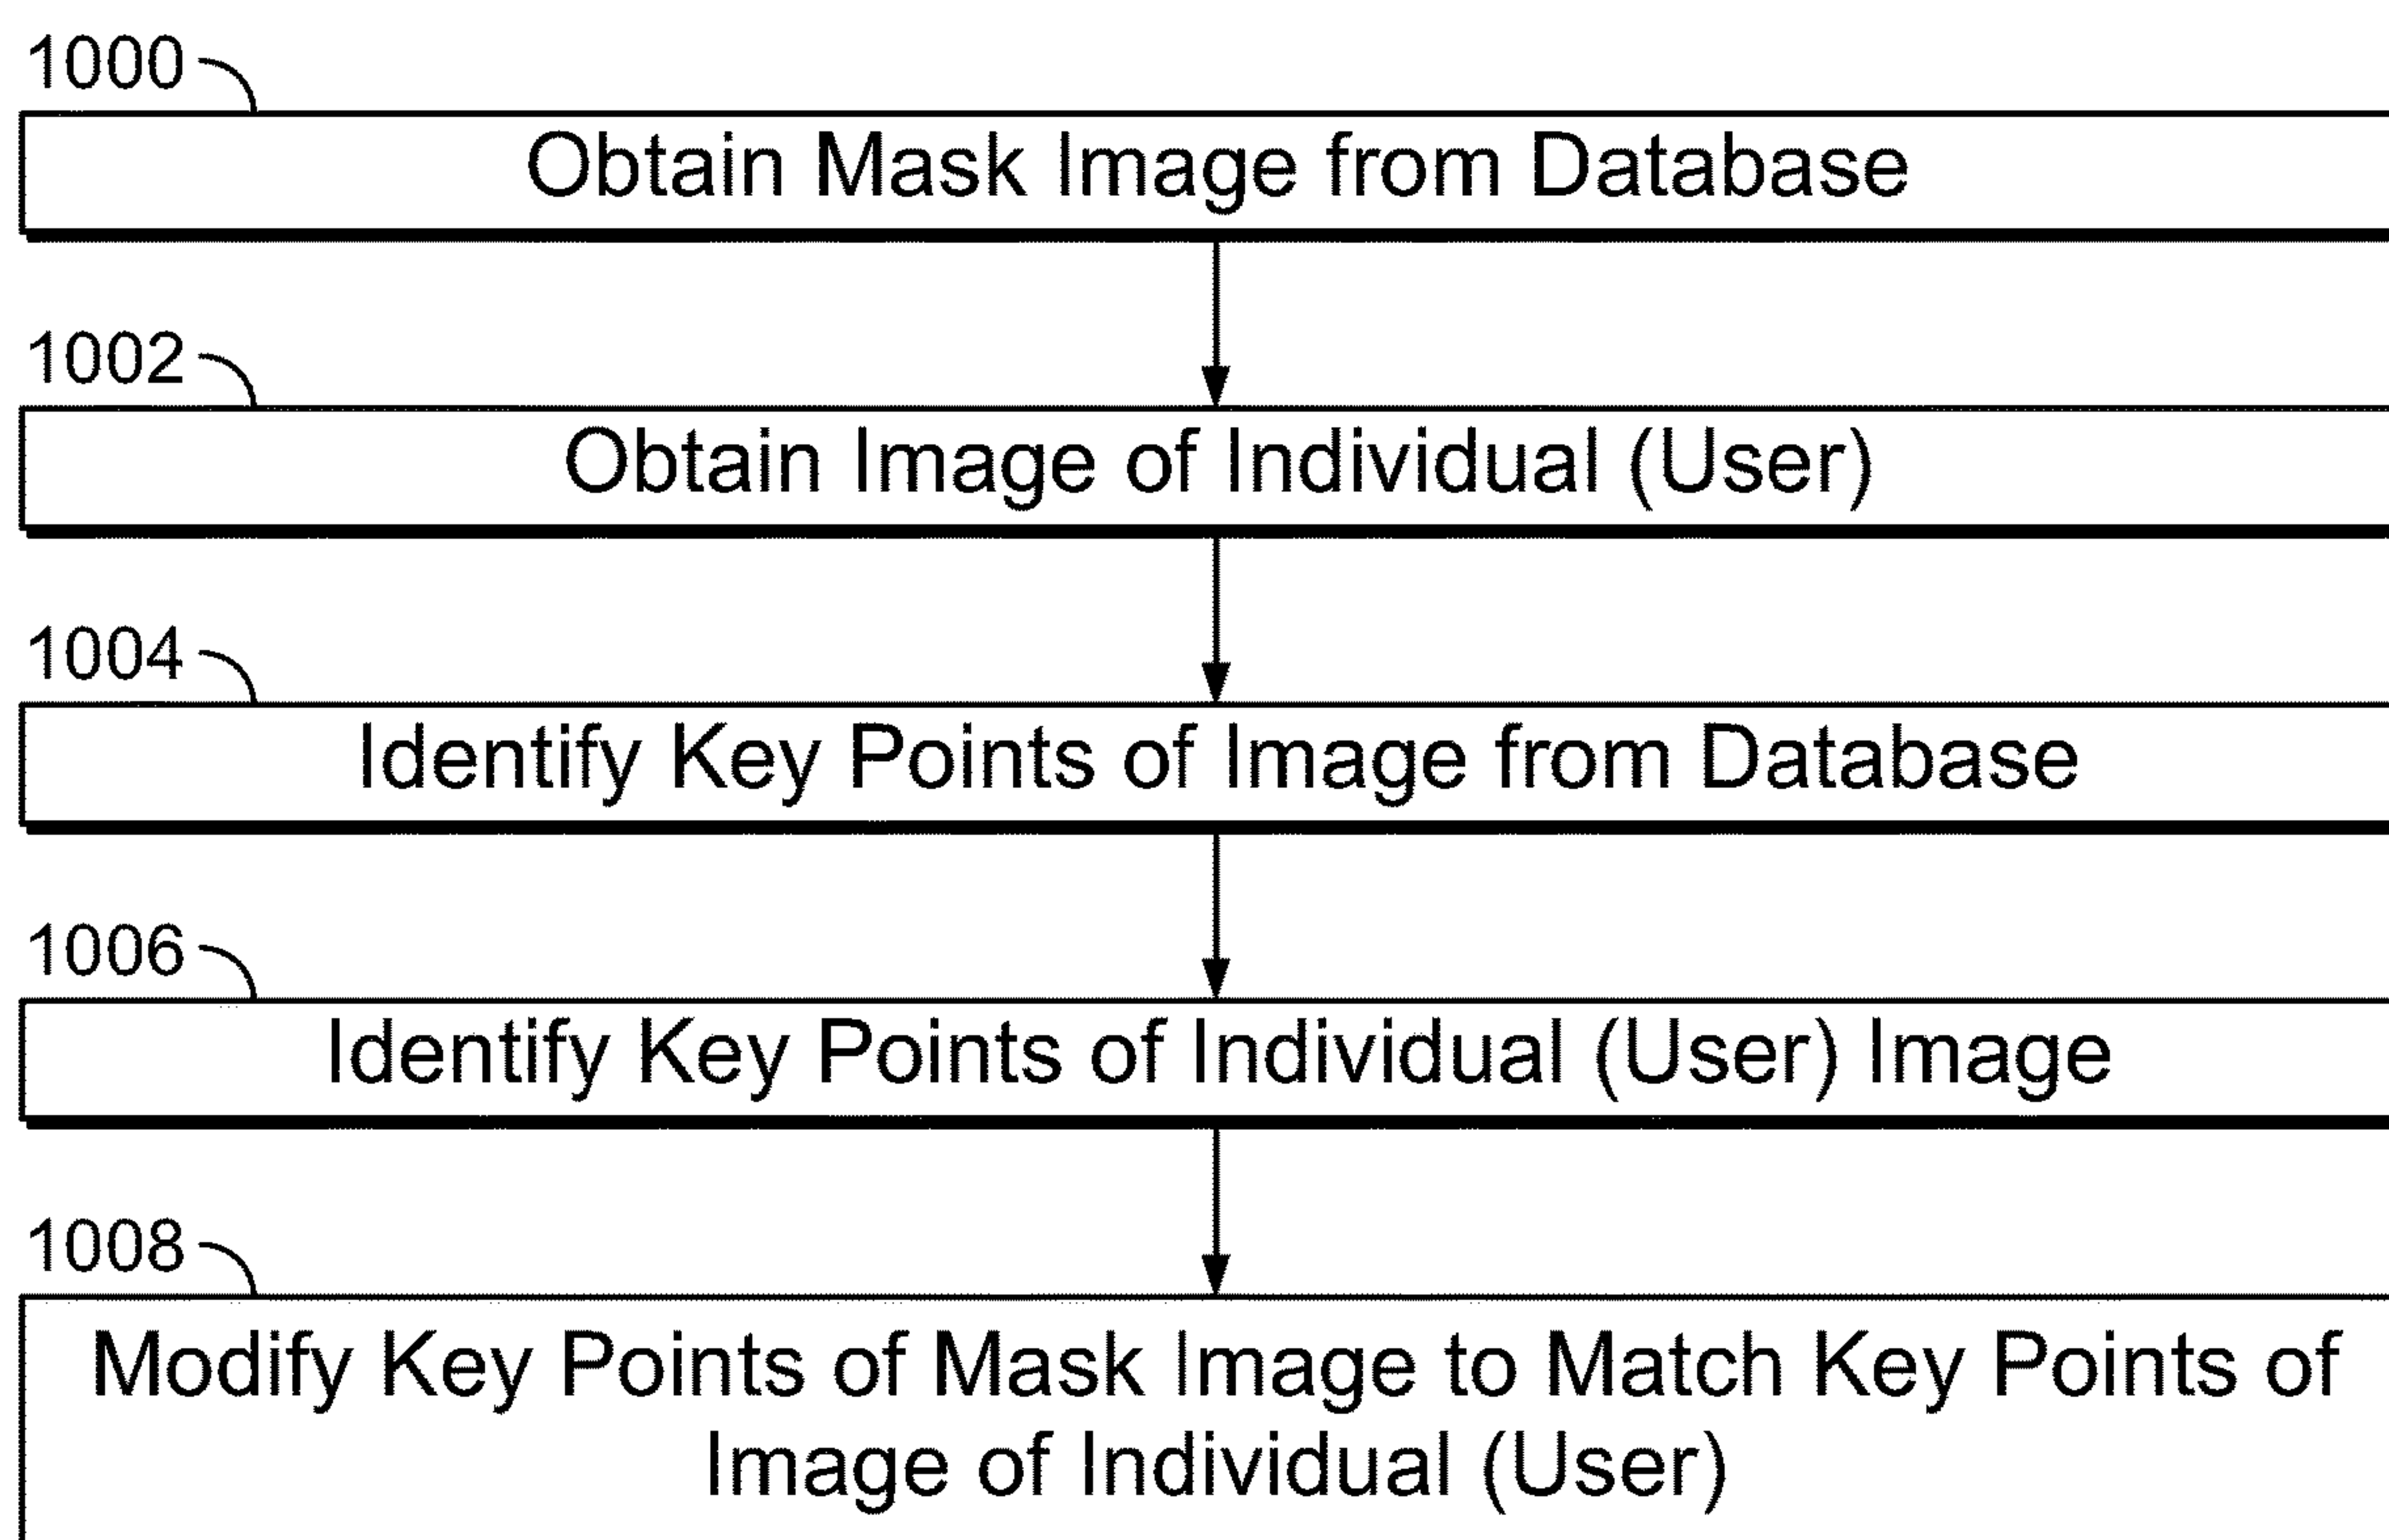 1000
Obtain Mask Image from Database
1002
Obtain Image of Individual (User)
1004
Identify Key Points of Image from Database
1006
Identify Key Points of Individual (User) Image
1008
Modify Key Points of Mask Image to Match Key Points of
Image of Individual (User)